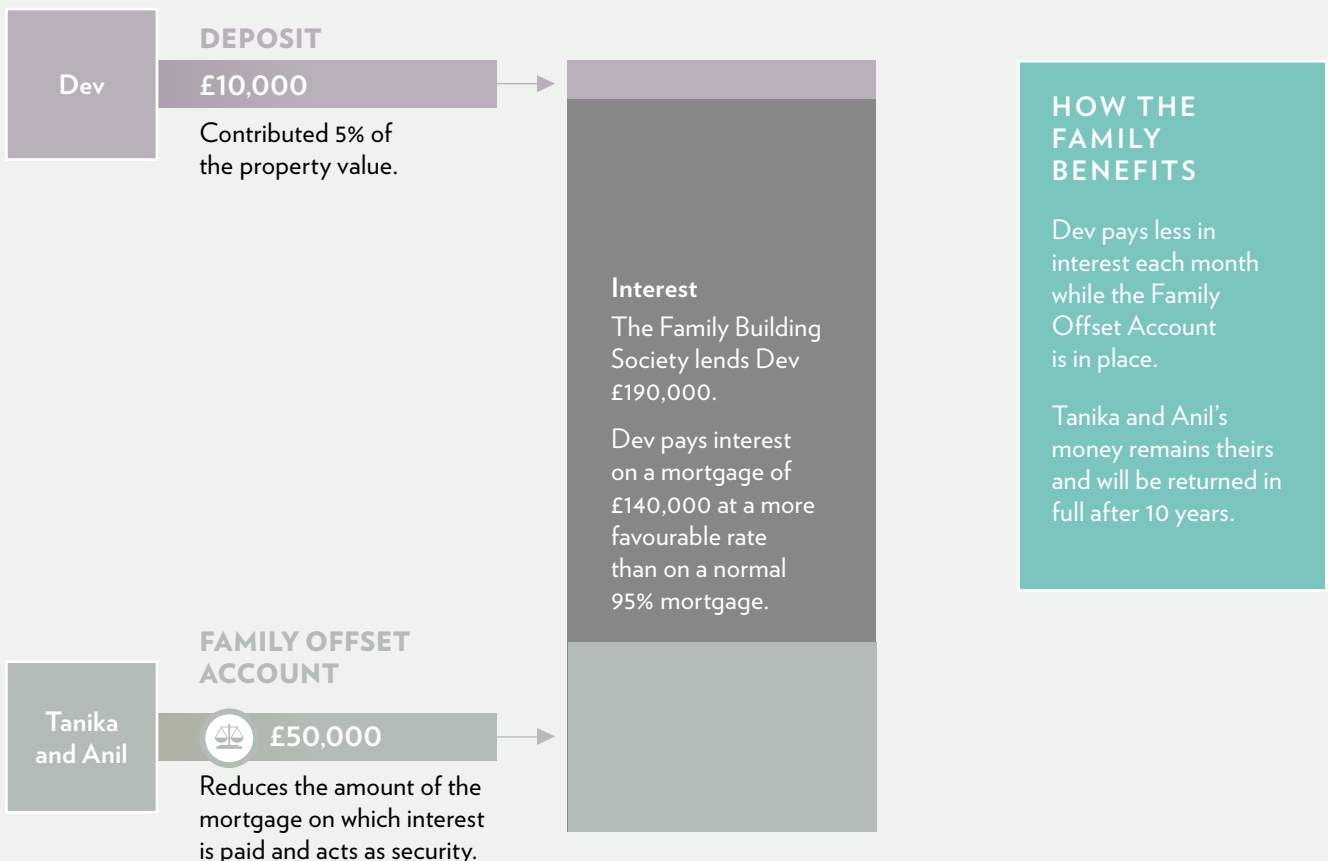 Dev
DEPOSIT
£10,000
Contributed 5% of
the property value.
Interest
The Family Building
Society lends Dev
£190,000.
Dev pays interest
on a mortgage of
£140,000 at a more
favourable rate
than on a normal
95% mortgage.
HOW THE
FAMILY
BENEFITS
Dev pays less in
interest each month
while the Family
Offset Account
is in place.
Tanika and Anil’s
money remains theirs
and will be returned in
full after 10 years.
Tanika
and Anil
FAMILY OFFSET
ACCOUNT
£50,000
Reduces the amount of the
mortgage on which interest
is paid and acts as security.